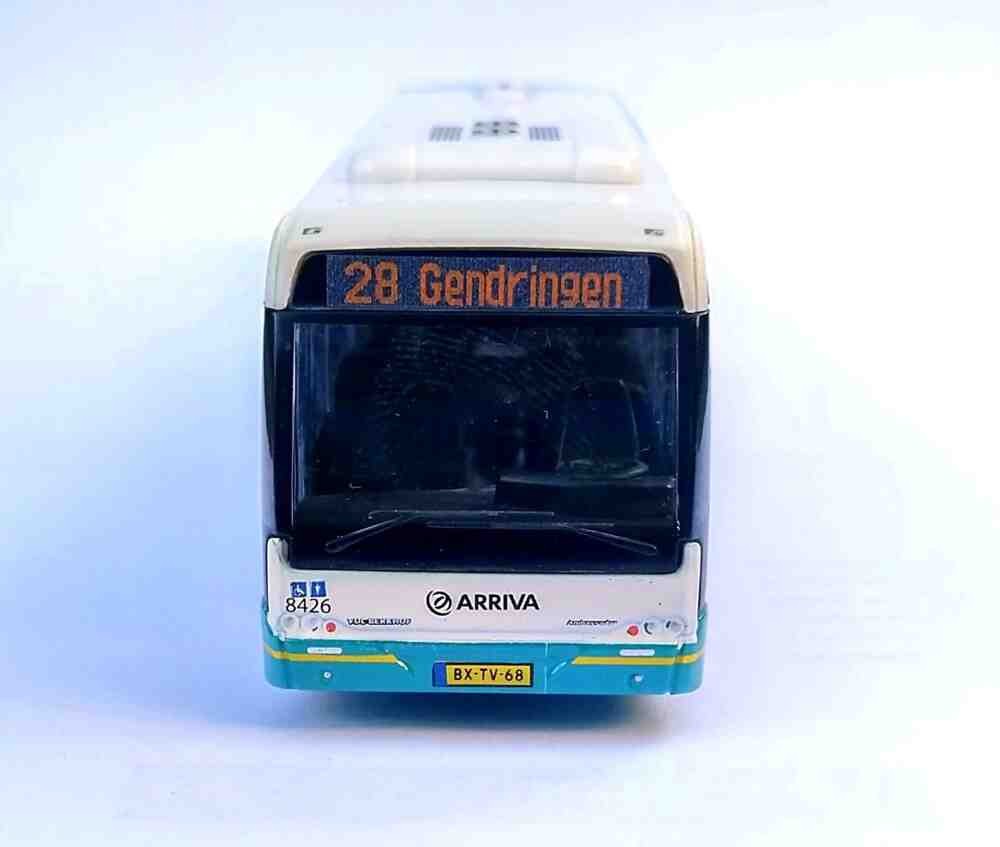 28 Gendringen
8426
ARRIVA
VDL BERKHOF
Ambassador
BX-TV-68